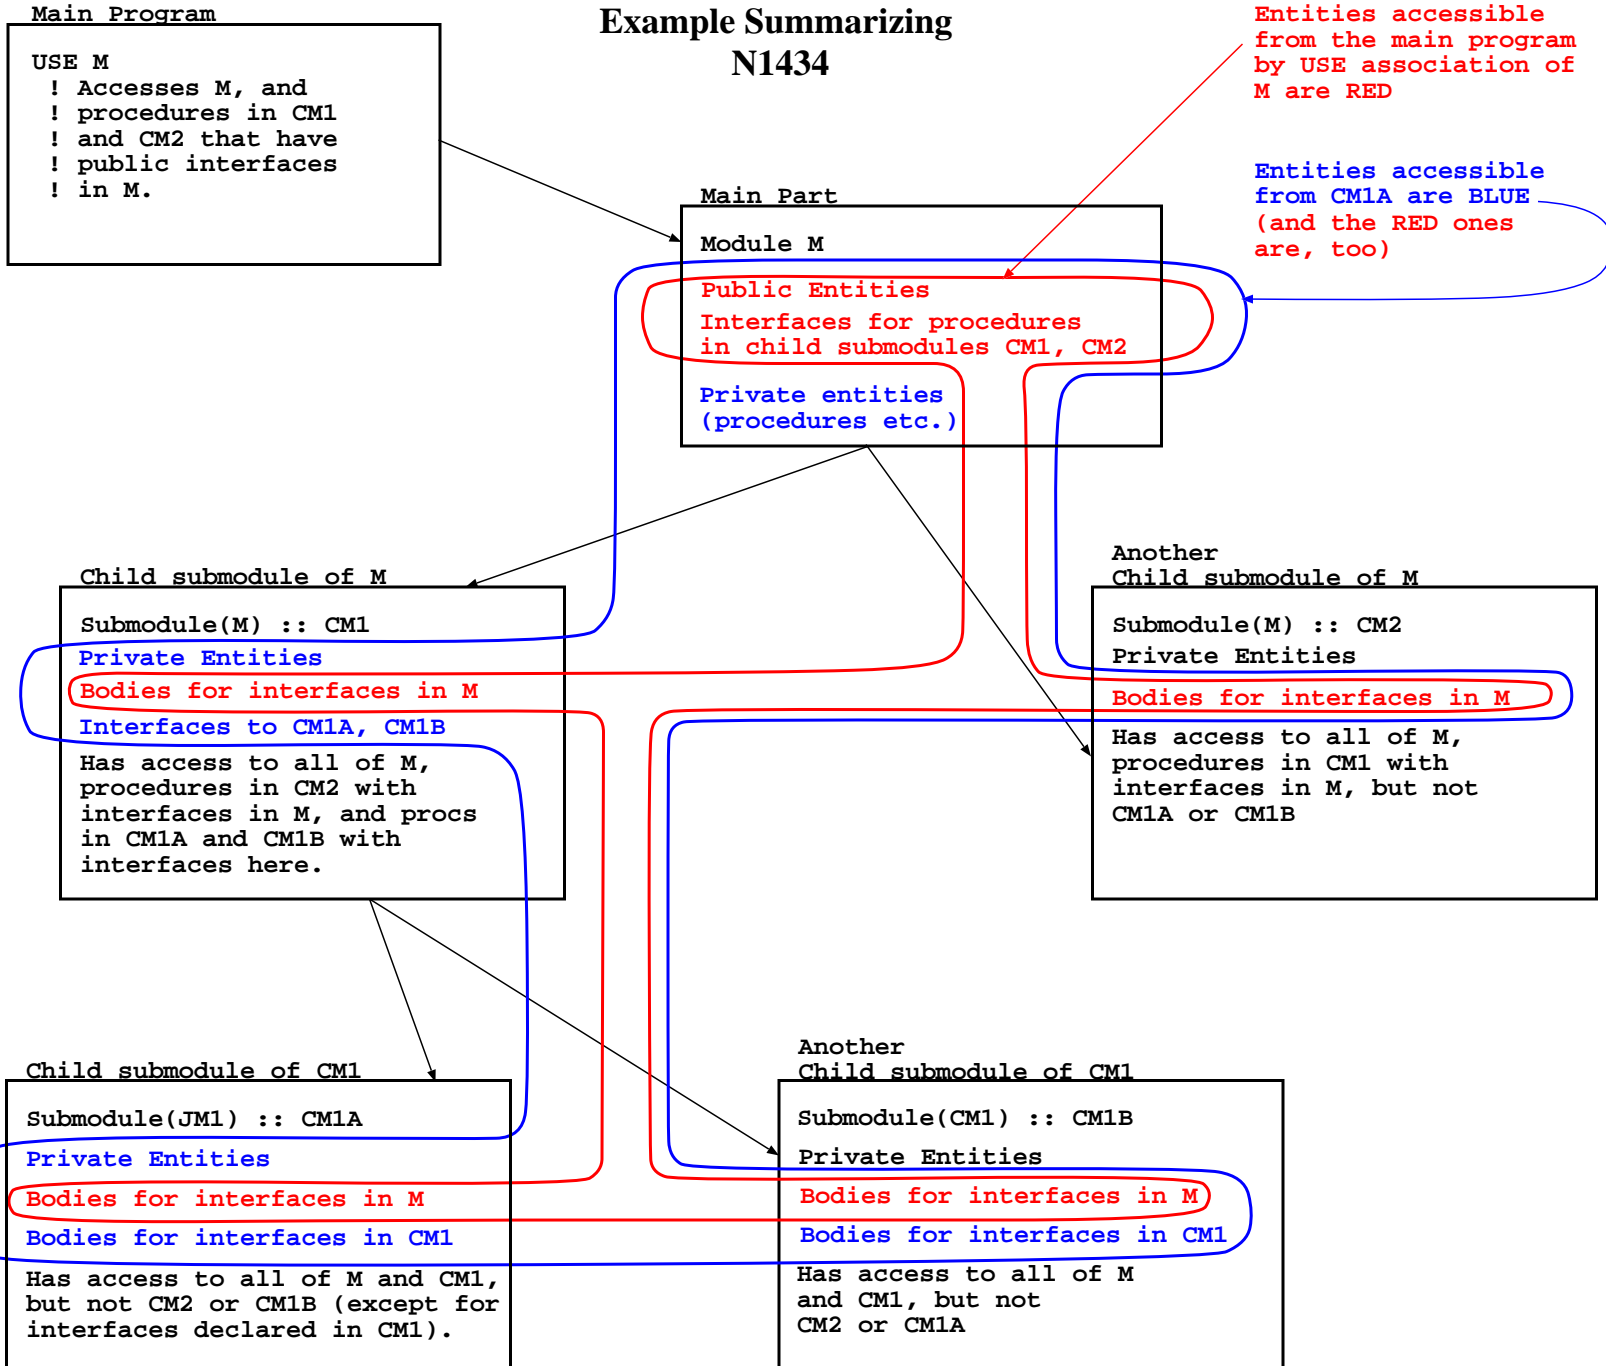 Main Program
Example Summarizing
N1434
USE M
! Accesses M, and
! procedures in CM1
! and CM2 that have
! public interfaces
! in M.
Entities accessible
from the main program
by USE association of
M are RED
Entities accessible
from CM1A are BLUE
(and the RED ones
are, too)
Main Part
Module M
Public Entities
Interfaces for procedures
in child submodules CM1, CM2
Private entities
(procedures etc.)
Child submodule of M
Submodule(M) :: CM1
Private Entities
Bodies for interfaces in M
Interfaces to CM1A, CM1B
Has access to all of M,
procedures in CM2 with
interfaces in M, and procs
in CM1A and CM1B with
interfaces here.
Another
Child submodule of M
Submodule(M) :: CM2
Private Entities
Bodies for interfaces in M
Has access to all of M,
procedures in CM1 with
interfaces in M, but not
CM1A or CM1B
Child submodule of CM1
Submodule(JM1) :: CM1A
Private Entities
Bodies for interfaces in M
Bodies for interfaces in CM1
Has access to all of M and CM1,
but not CM2 or CM1B (except for
interfaces declared in CM1).
Another
Child submodule of CM1
Submodule(CM1) :: CM1B
Private Entities
Bodies for interfaces in M
Bodies for interfaces in CM1
Has access to all of M
and CM1, but not
CM2 or CM1A